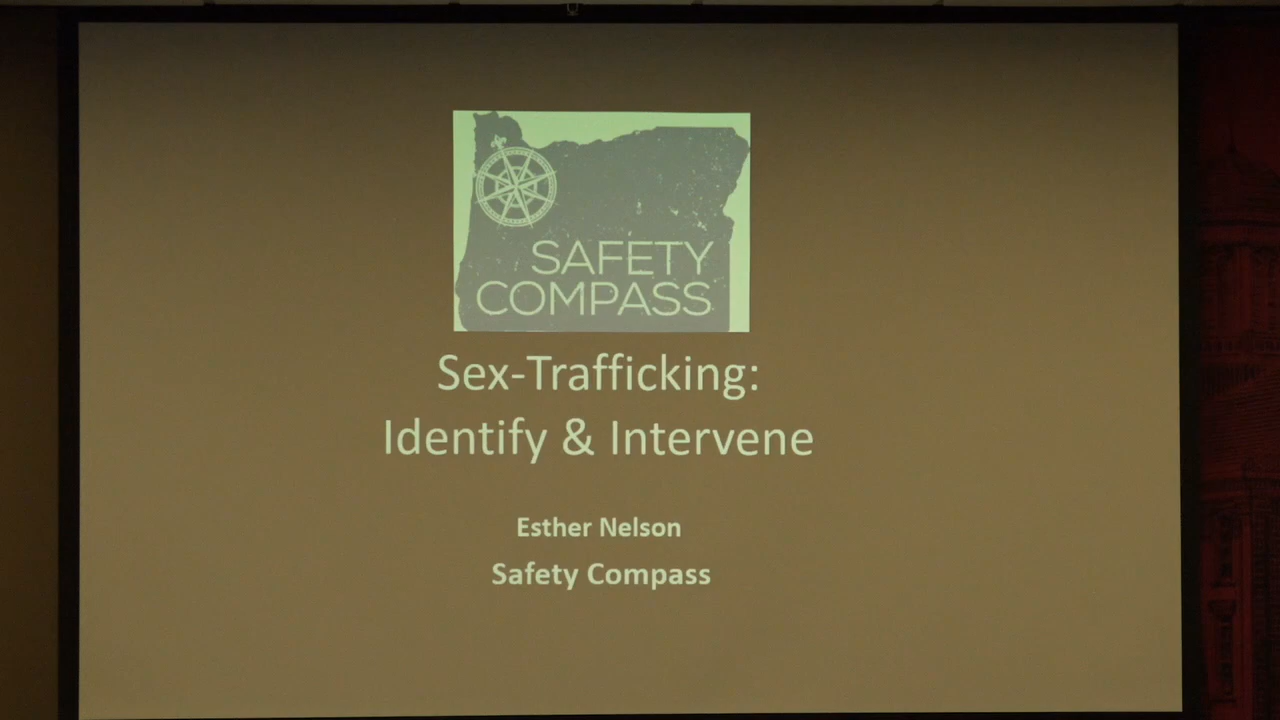 SAFETY
COMPASS
Sex-Trafficking:
Identify & Intervene
Esther Nelson
Safety Compass